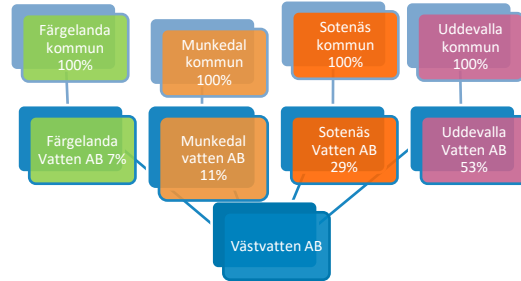 Färgelanda
kommun
100%
Munkedal
kommun
100%
Sotenäs
kommun
100%
Uddevalla
kommun
100%
Färgelanda
Vatten AB 7%
Munkedal
vatten AB
11%
Sotenäs
Vatten AB
29%
Uddevalla
Vatten AB
53%
Västvatten AB